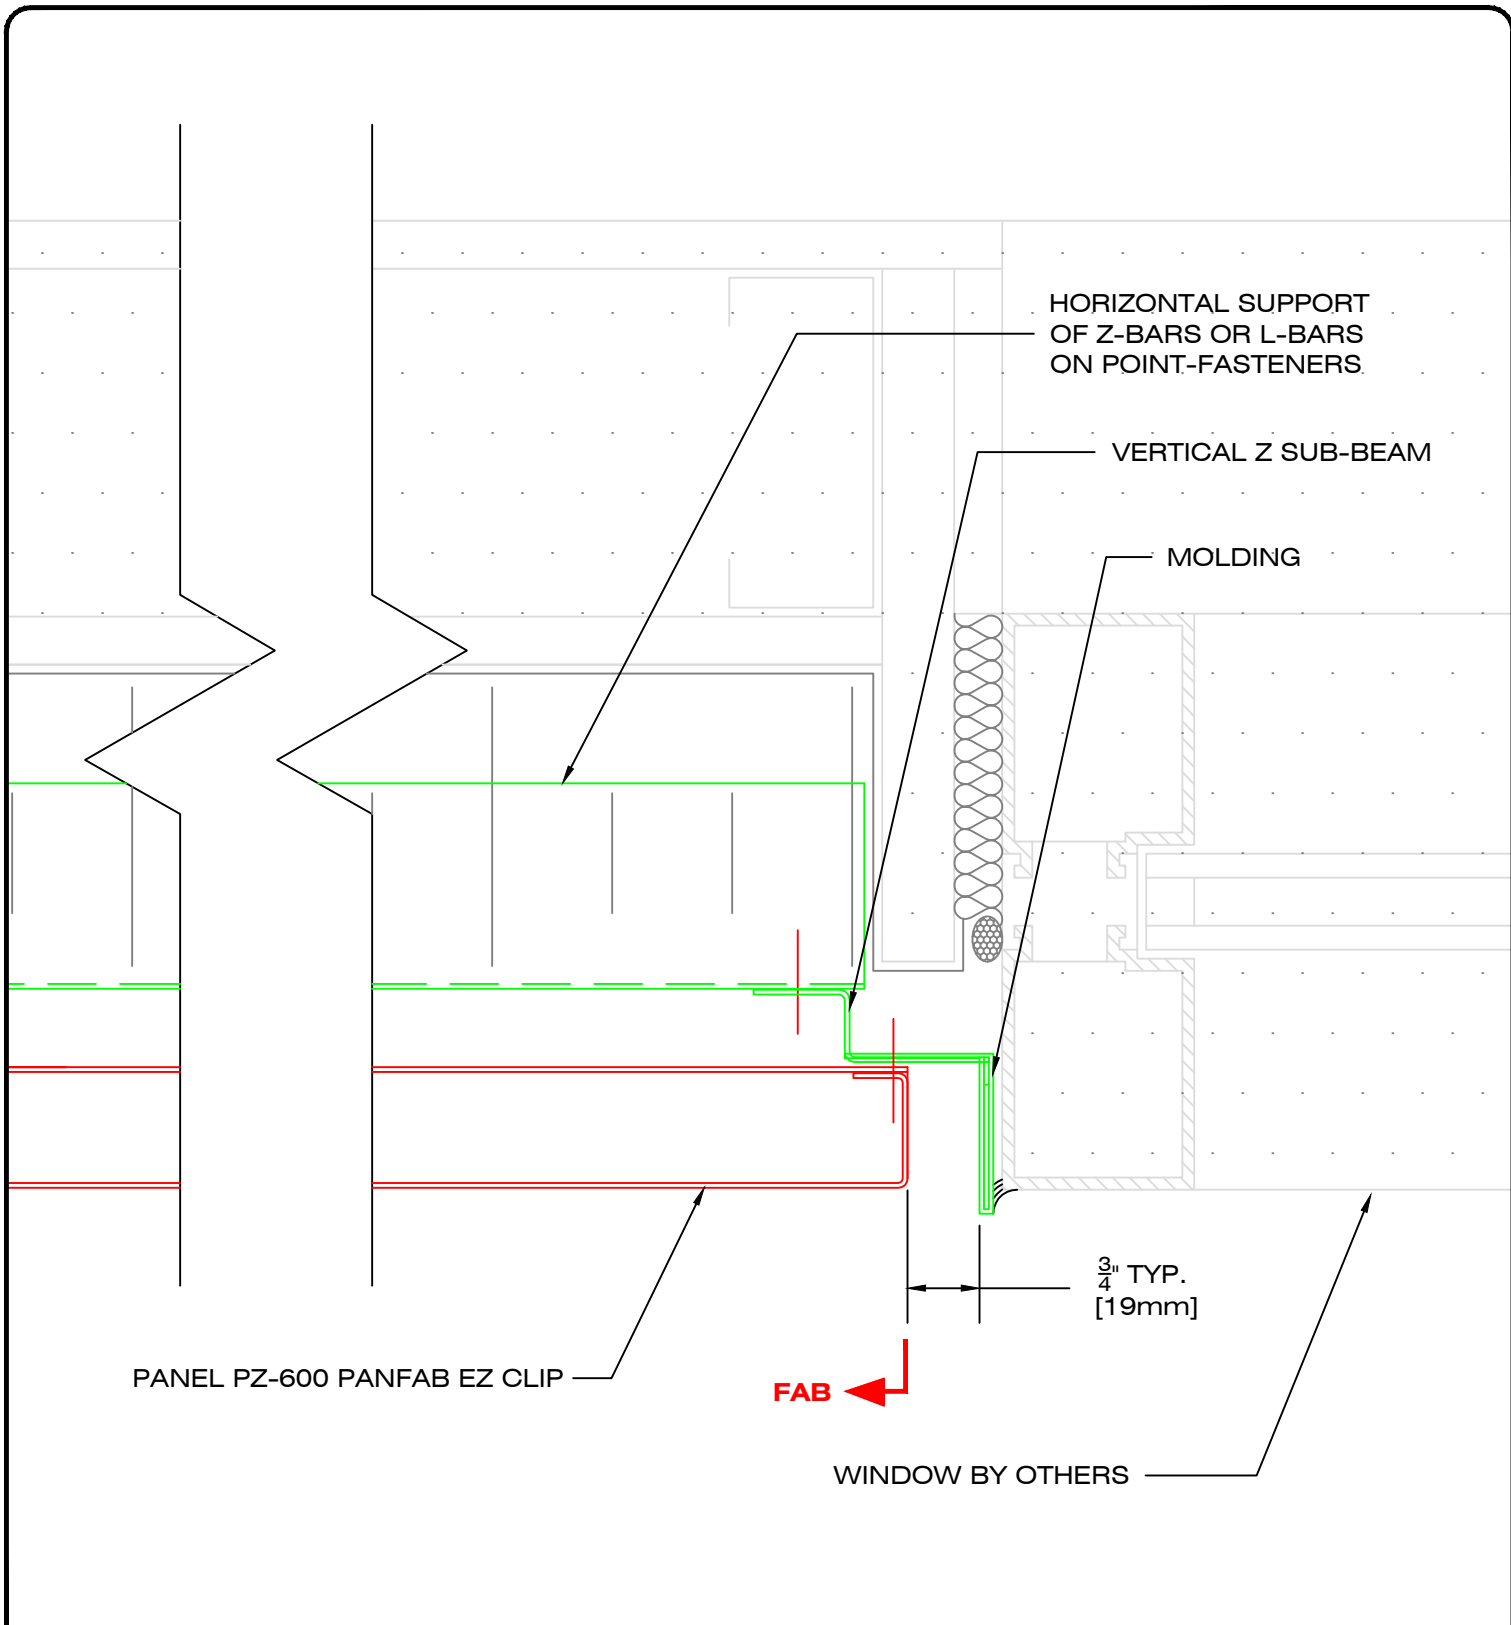 HORIZONTAL SUPPORT
OF Z-BARS OR L-BARS
ON POINT-FASTENERS
VERTICAL Z SUB-BEAM
MOLDING
3/4" TYP.
[19mm]
PANEL PZ-600 PANFAB EZ CLIP
FAB
WINDOW BY OTHERS